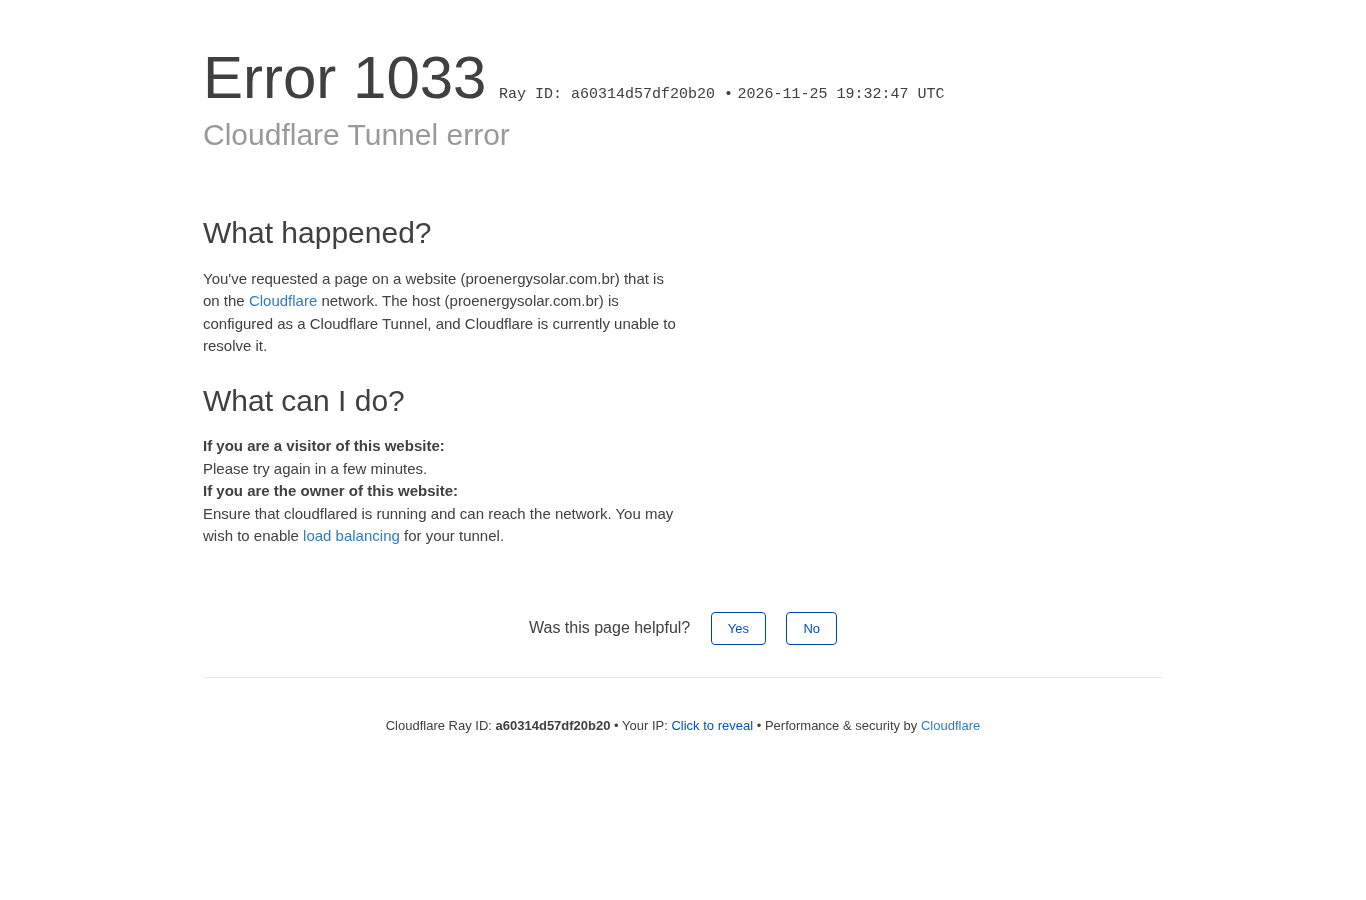 Error 1033 Ray ID: a60314d57df20b20 • 2026-11-25 19:32:47 UTC
Cloudflare Tunnel error
What happened?
You've requested a page on a website (proenergysolar.com.br) that is
on the Cloudflare network. The host (proenergysolar.com.br) is
configured as a Cloudflare Tunnel, and Cloudflare is currently unable to
resolve it.
What can I do?
If you are a visitor of this website:
Please try again in a few minutes.
If you are the owner of this website:
Ensure that cloudflared is running and can reach the network. You may
wish to enable load balancing for your tunnel.
Was this page helpful? Yes No
Cloudflare Ray ID: a60314d57df20b20 • Your IP: Click to reveal • Performance & security by Cloudflare